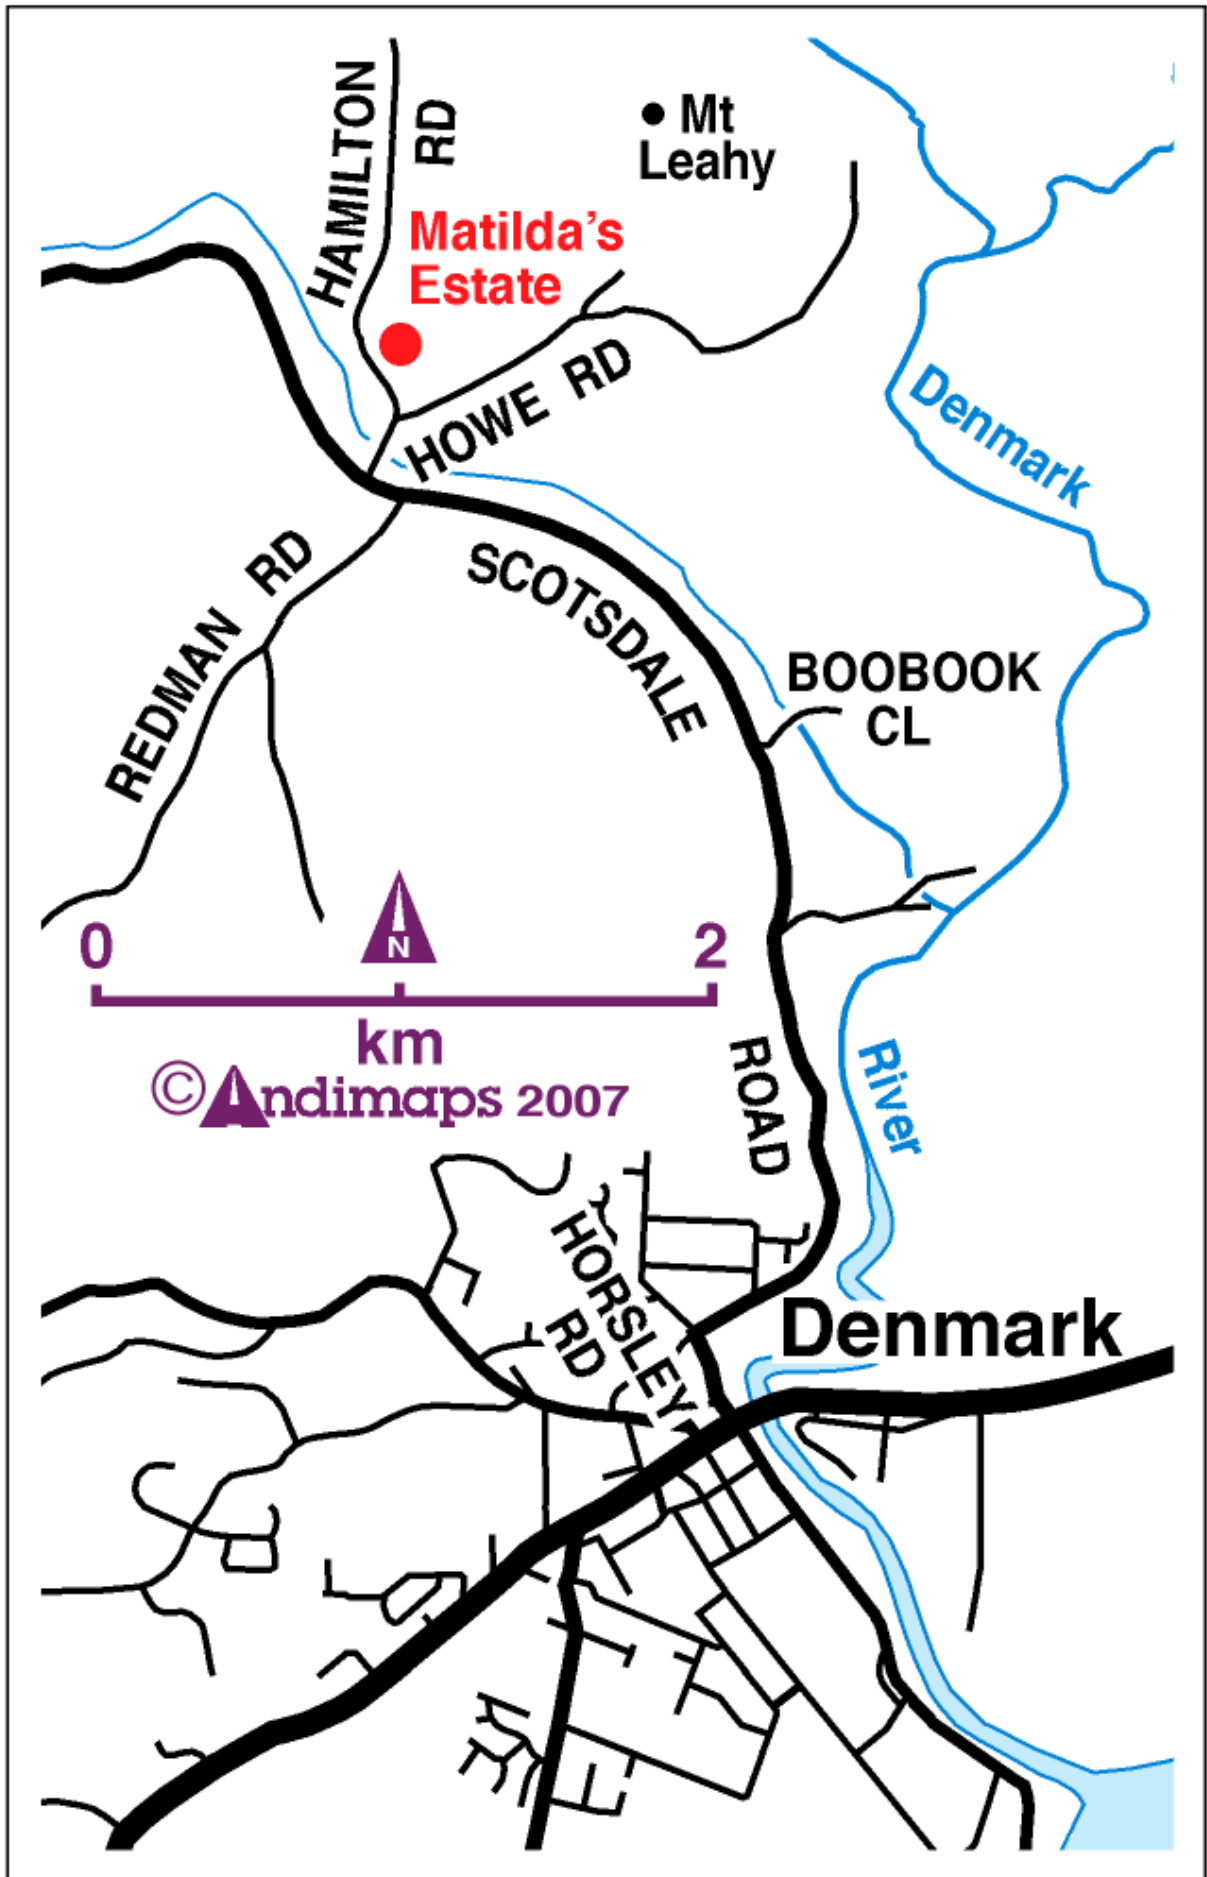 HAMILTON RD
Mt
Leahy
Matilda's
Estate
HOWE RD
Denmark
REDMAN RD
SCOTSDALE
BOOBOOK
CL
0
N
2
km
©Andimaps 2007
ROAD
River
HORSLEY
RD
Denmark